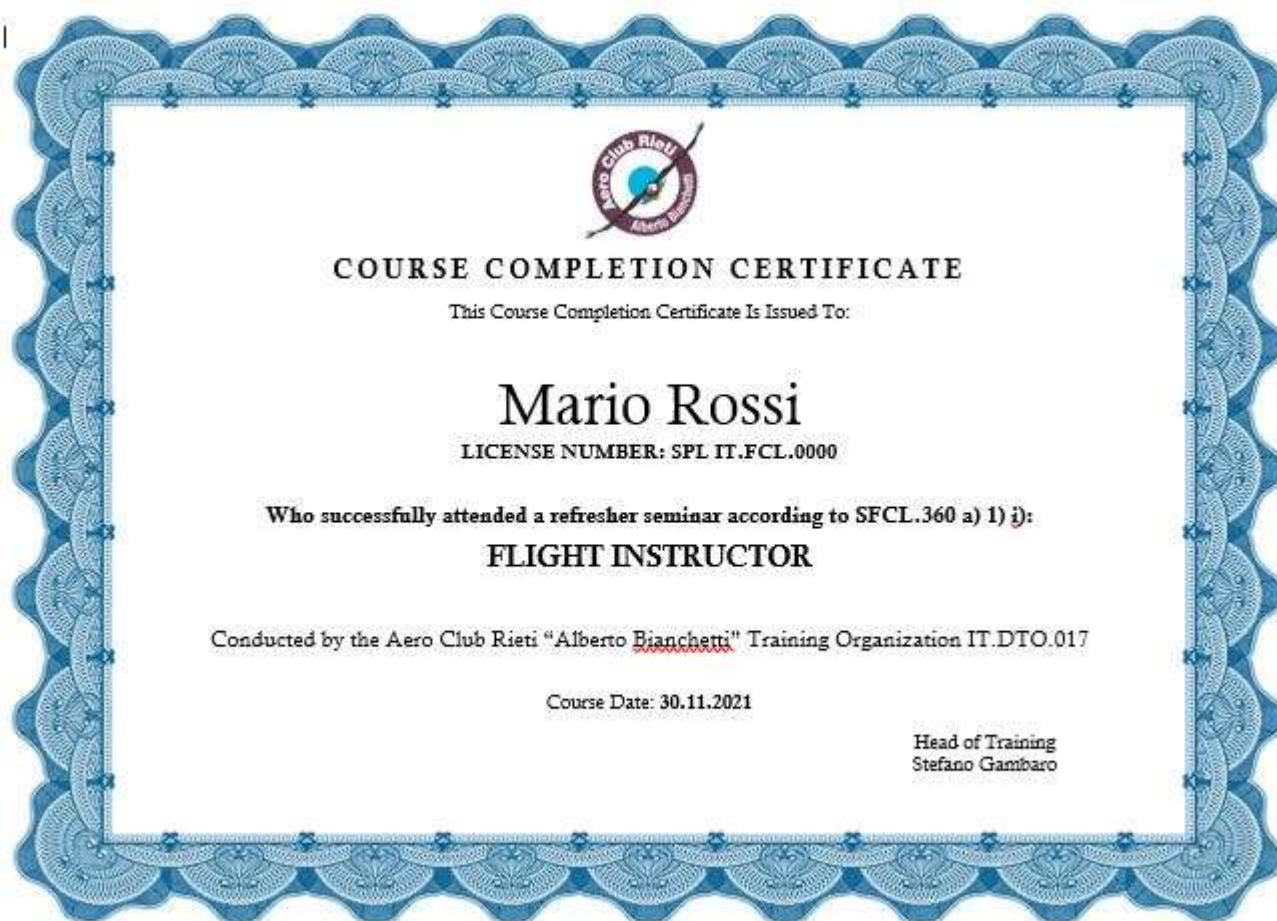 Aero Club Rieti
Alberto Bianchetti
COURSE COMPLETION CERTIFICATE
This Course Completion Certificate Is Issued To:
Mario Rossi
LICENSE NUMBER: SPL IT.FCL.0000
Who successfully attended a refresher seminar according to SFCL.360 a) 1) i):
FLIGHT INSTRUCTOR
Conducted by the Aero Club Rieti “Alberto Bianchetti” Training Organization IT.DTO.017
Course Date: 30.11.2021
Head of Training
Stefano Gambaro